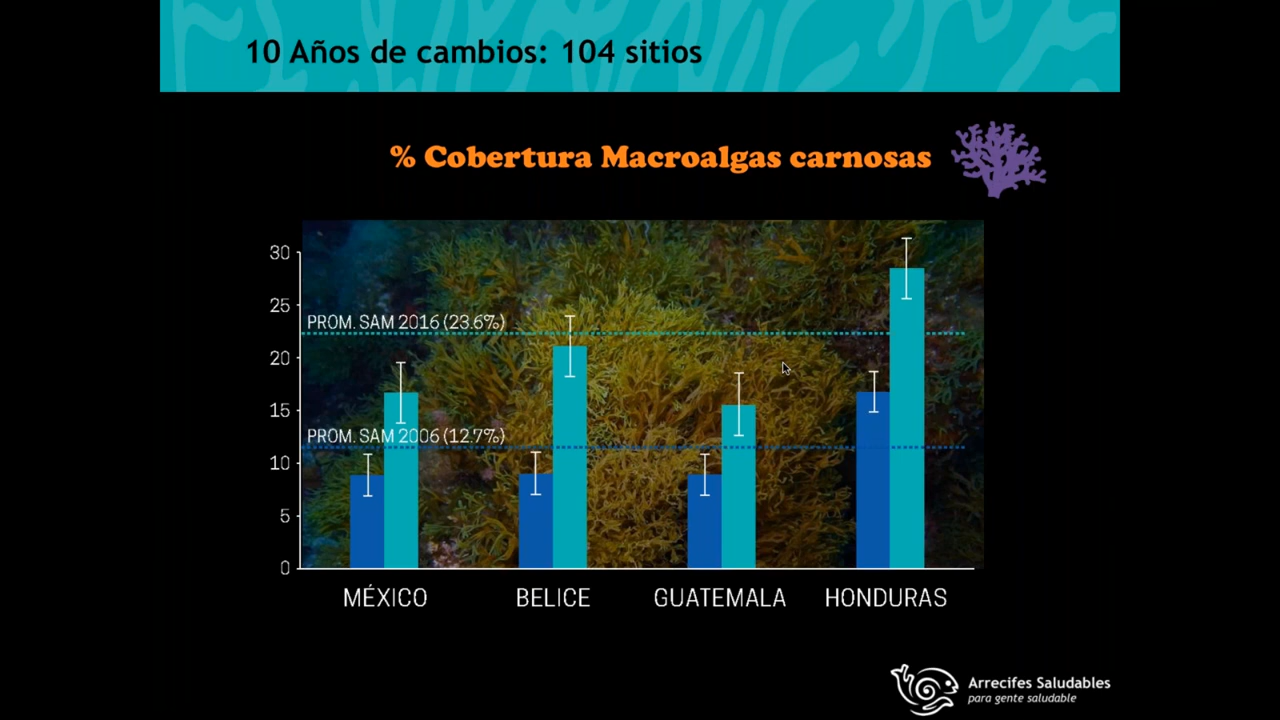 10 Años de cambios: 104 sitios
% Cobertura Macroalgas carnosas
30
25
PROM. SAM 2016 (23.6%)
20
15
PROM. SAM 2006 (12.7%)
10
5
0
MÉXICO BELICE GUATEMALA HONDURAS
Arrecifes Saludables
para gente saludable